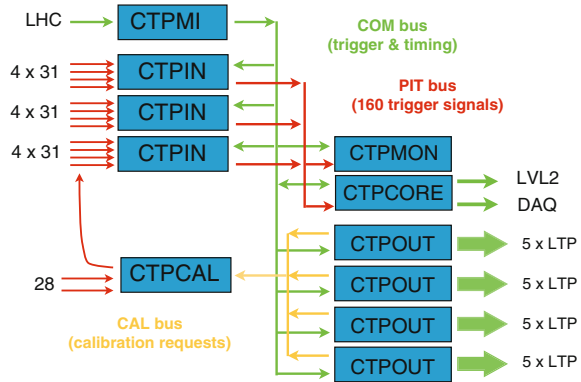 LHC
CTPMI
COM bus
(trigger & timing)
4 x 31
CTPIN
PIT bus
(160 trigger signals)
4 x 31
CTPIN
4 x 31
CTPIN
CTPMON
CTPCORE
LVL2
DAQ
CTPOUT
5 x LTP
28
CTPCAL
CTPOUT
5 x LTP
CAL bus
(calibration requests)
CTPOUT
5 x LTP
CTPOUT
5 x LTP